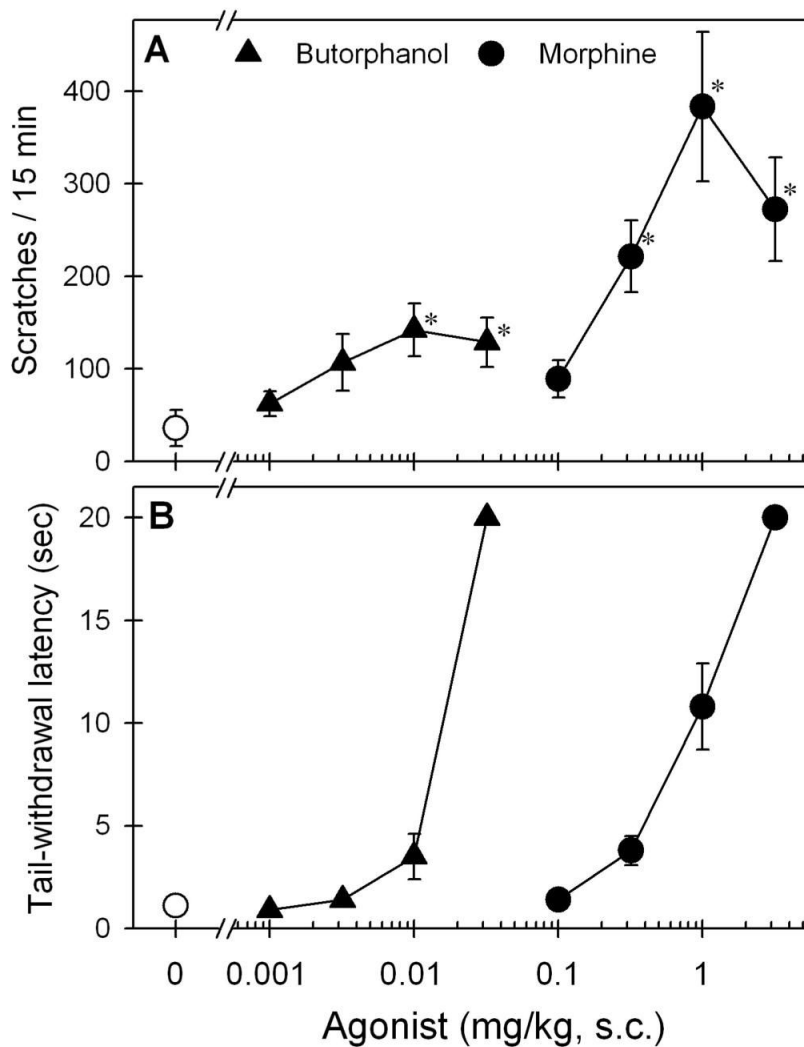 A
Butorphanol
Morphine
Scratches / 15 min
400
300
200
100
0
*
*
*
*
*
B
Tail-withdrawal latency (sec)
20
15
10
5
0
0
0.001
0.01
0.1
1
Agonist (mg/kg, s.c.)